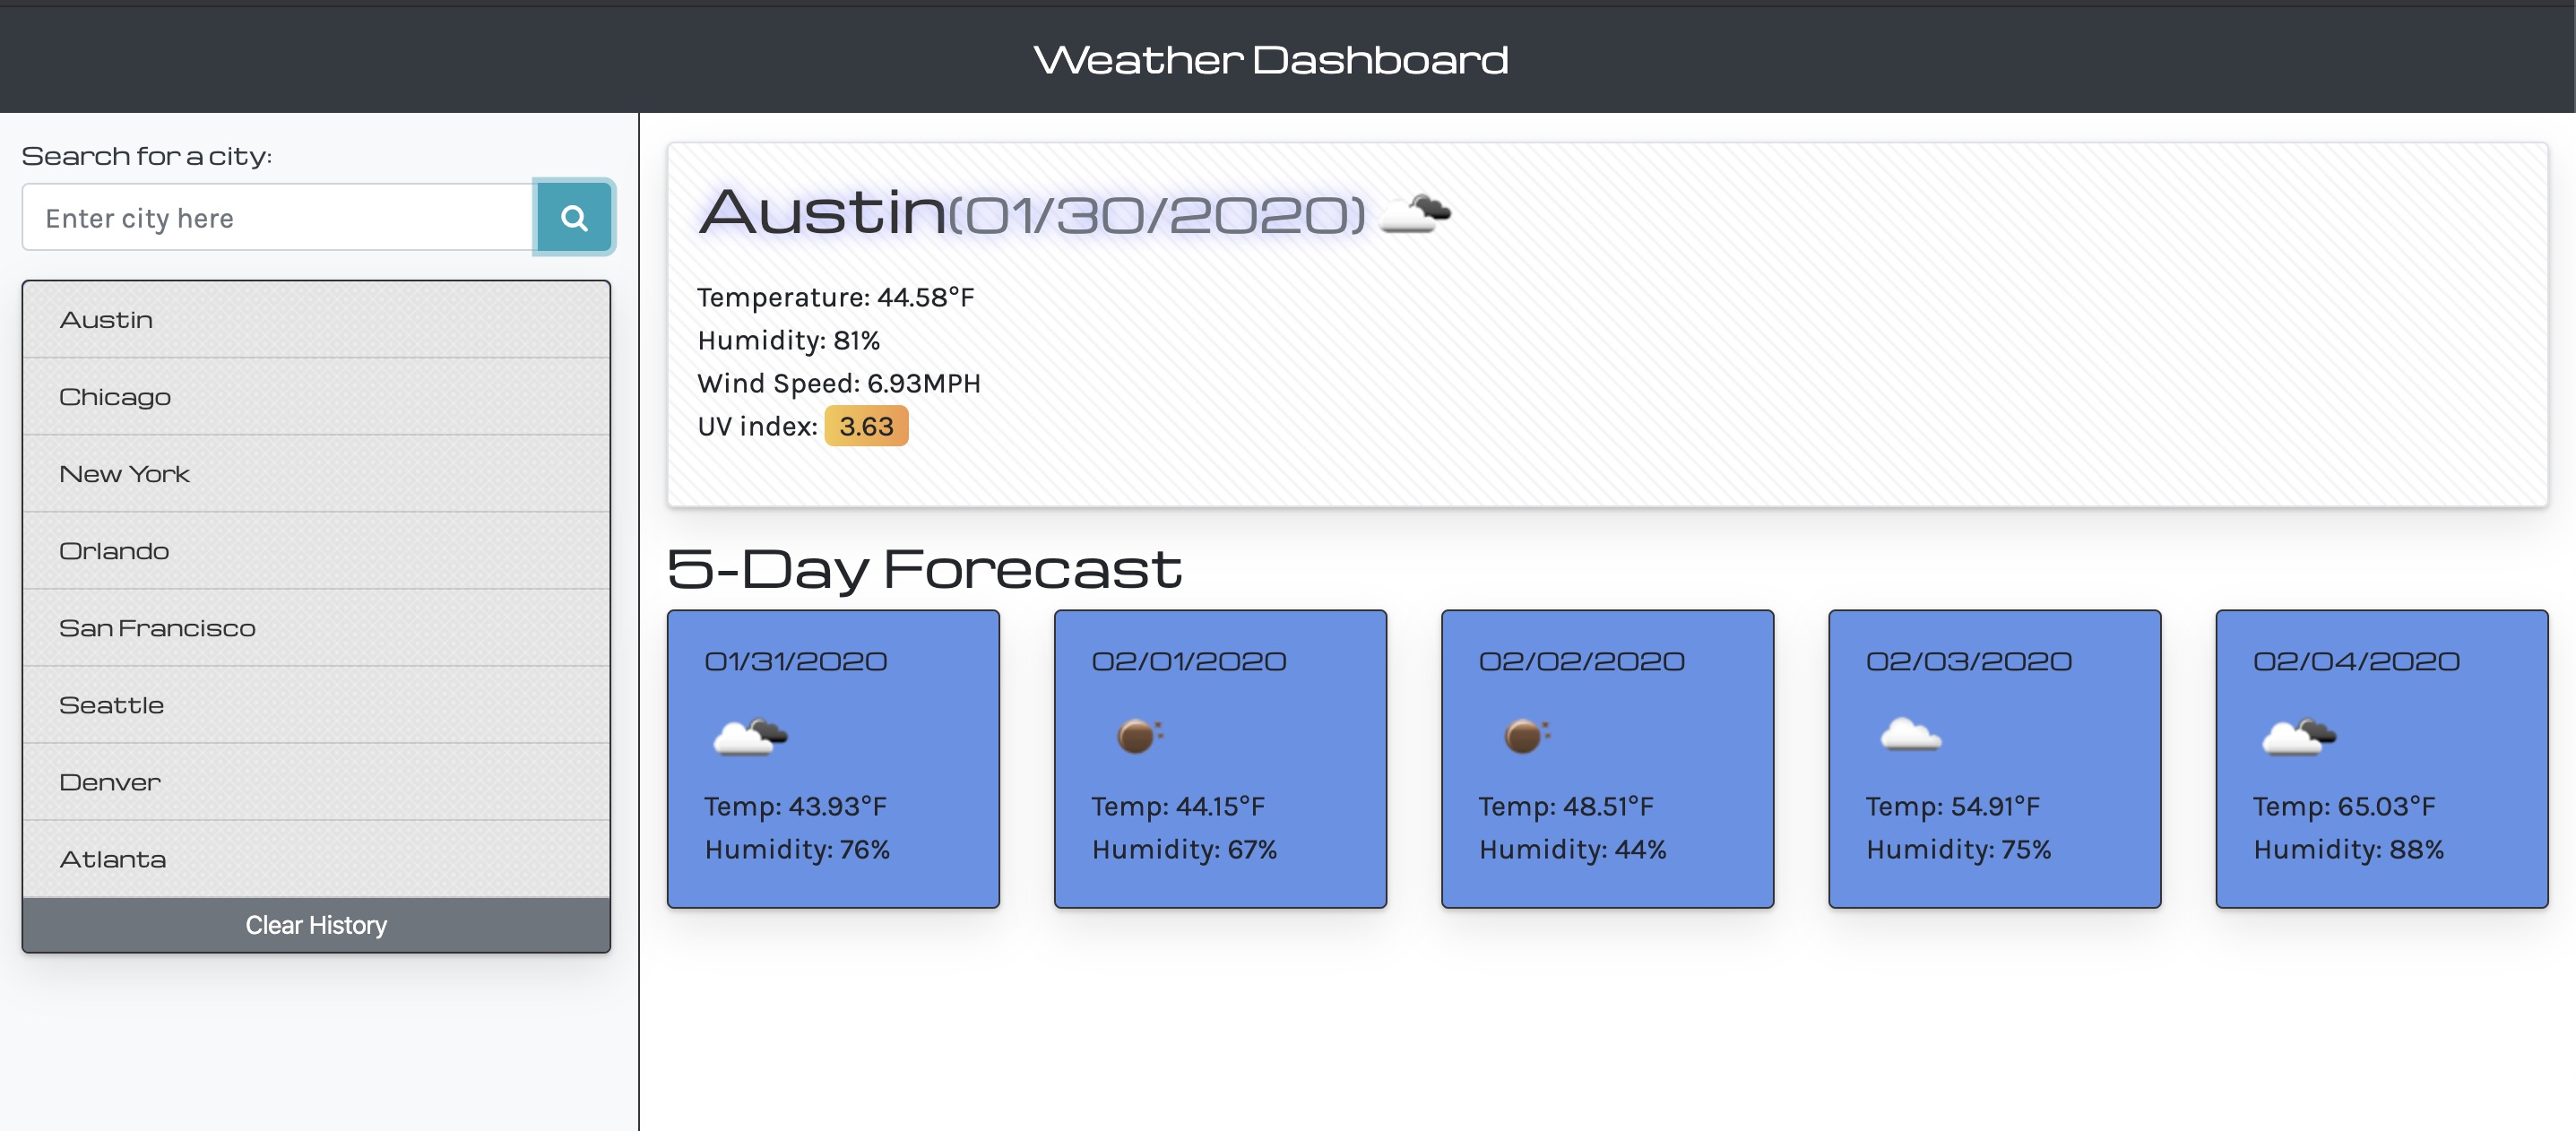 Weather Dashboard
Search for a city:
Enter city here
Austin
Chicago
New York
Orlando
San Francisco
Seattle
Denver
Atlanta
Clear History
Austin(01/30/2020)
Temperature: 44.58°F
Humidity: 81%
Wind Speed: 6.93MPH
UV index: 3.63
5-Day Forecast
01/31/2020
Temp: 43.93°F
Humidity: 76%
02/01/2020
Temp: 44.15°F
Humidity: 67%
02/02/2020
Temp: 48.51°F
Humidity: 44%
02/03/2020
Temp: 54.91°F
Humidity: 75%
02/04/2020
Temp: 65.03°F
Humidity: 88%